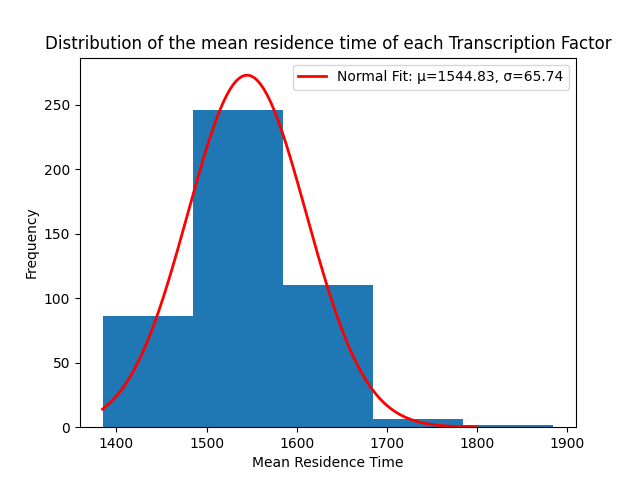 Distribution of the mean residence time of each Transcription Factor
Normal Fit: μ=1544.83, σ=65.74
250
200
150
100
50
0
Frequency
1400 1500 1600 1700 1800 1900
Mean Residence Time